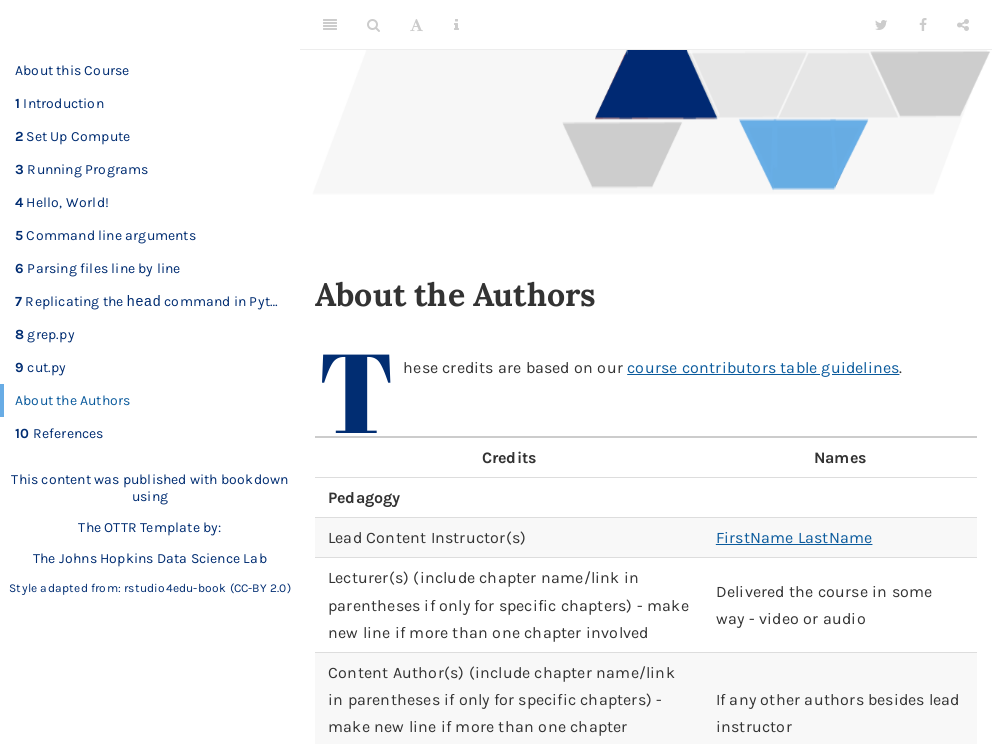 About this Course
1 Introduction
2 Set Up Compute
3 Running Programs
4 Hello, World!
5 Command line arguments
6 Parsing files line by line
7 Replicating the head command in Pyt…
8 grep.py
9 cut.py
About the Authors
10 References
This content was published with bookdown
using
The OTTR Template by:
The Johns Hopkins Data Science Lab
Style adapted from: rstudio4edu-book (CC-BY 2.0)
About the Authors
These credits are based on our course contributors table guidelines.
Credits Names
Pedagogy
Lead Content Instructor(s) FirstName LastName
Lecturer(s) (include chapter name/link in
parentheses if only for specific chapters) - make
new line if more than one chapter involved
Delivered the course in some
way - video or audio
Content Author(s) (include chapter name/link
in parentheses if only for specific chapters) -
make new line if more than one chapter
If any other authors besides lead
instructor